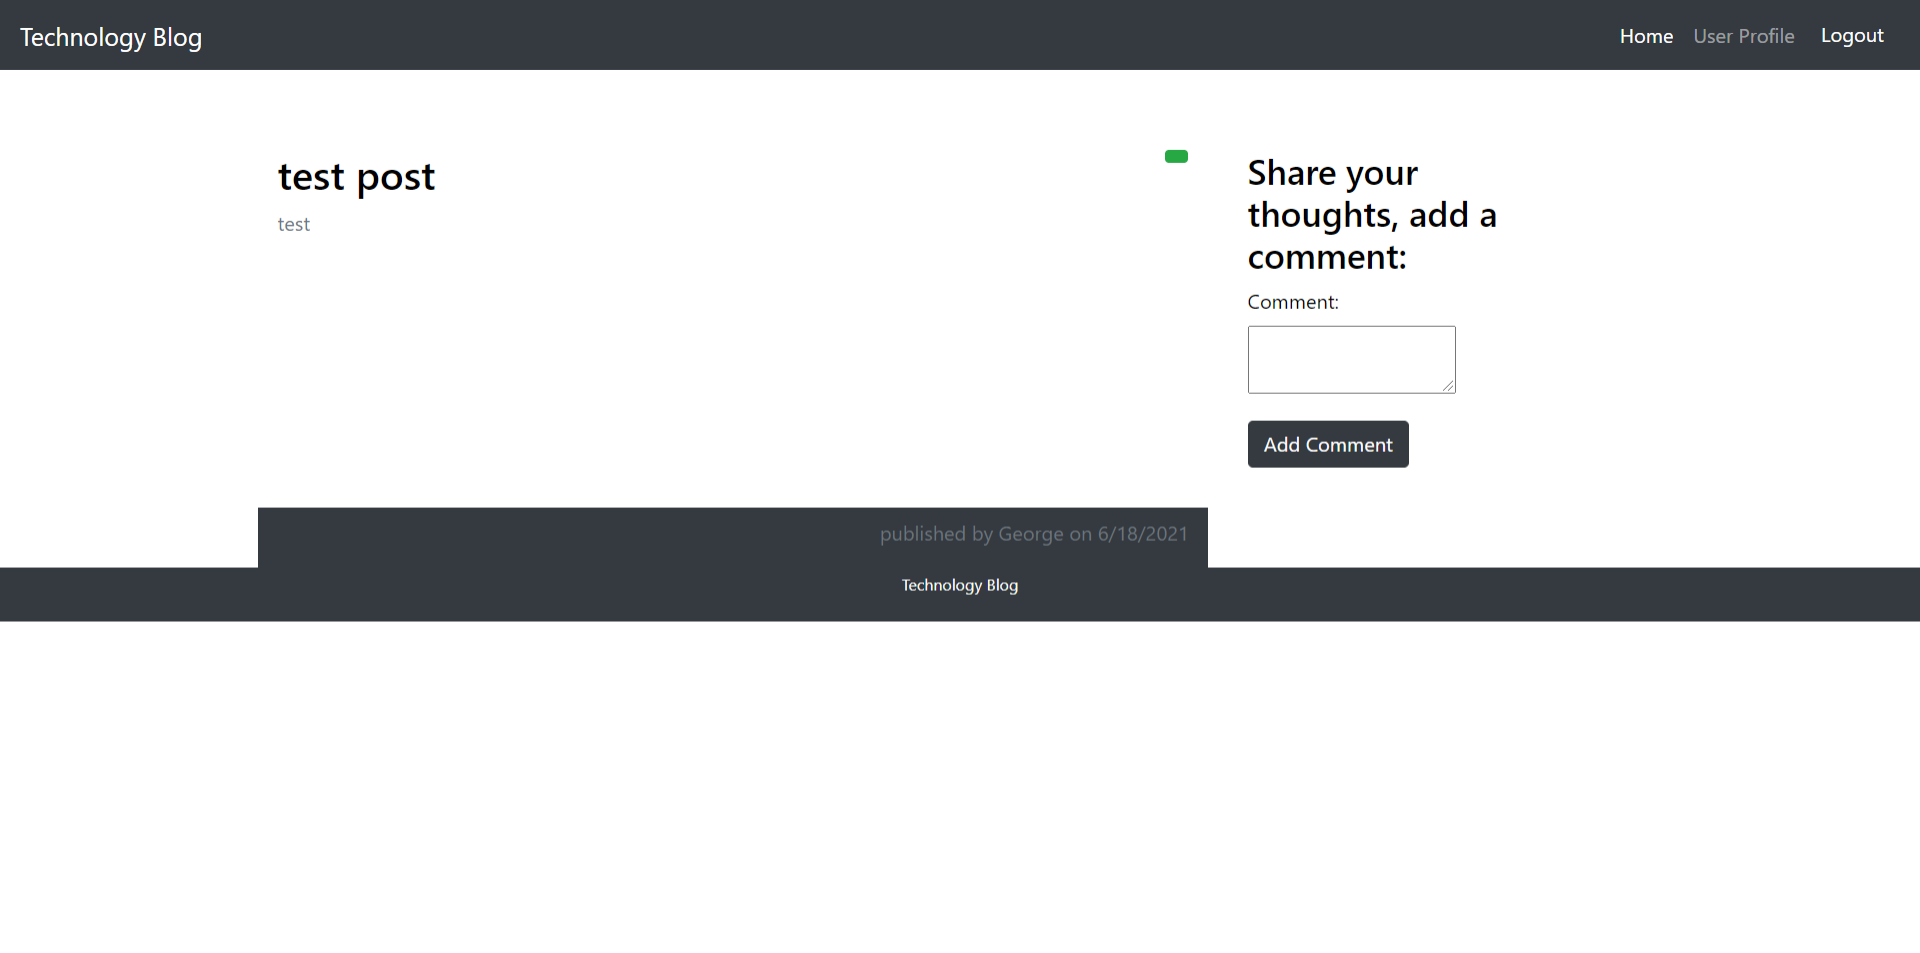 Technology Blog
Home
User Profile
Logout
test post
test
Share your
thoughts, add a
comment:
Comment:
Add Comment
published by George on 6/18/2021
Technology Blog